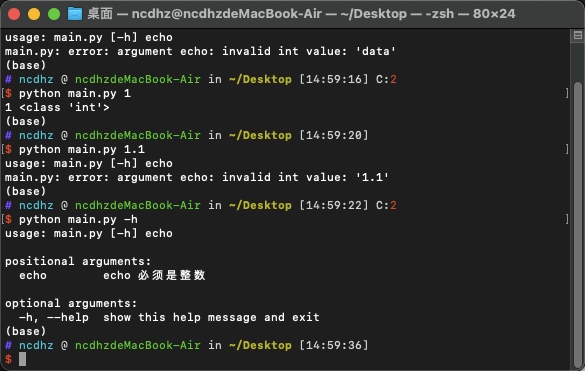 桌面 — ncdhz@ncdhzdeMacBook-Air — ~/Desktop — -zsh — 80×24
usage: main.py [-h] echo
main.py: error: argument echo: invalid int value: 'data'
(base)
# ncdhz @ ncdhzdeMacBook-Air in ~/Desktop [14:59:16] C:2
[$ python main.py 1 ]
1 <class 'int'>
(base)
# ncdhz @ ncdhzdeMacBook-Air in ~/Desktop [14:59:20]
[$ python main.py 1.1 ]
usage: main.py [-h] echo
main.py: error: argument echo: invalid int value: '1.1'
(base)
# ncdhz @ ncdhzdeMacBook-Air in ~/Desktop [14:59:22] C:2
[$ python main.py -h ]
usage: main.py [-h] echo

positional arguments:
  echo        echo 必须是整数

optional arguments:
  -h, --help  show this help message and exit
(base)
# ncdhz @ ncdhzdeMacBook-Air in ~/Desktop [14:59:36]
$